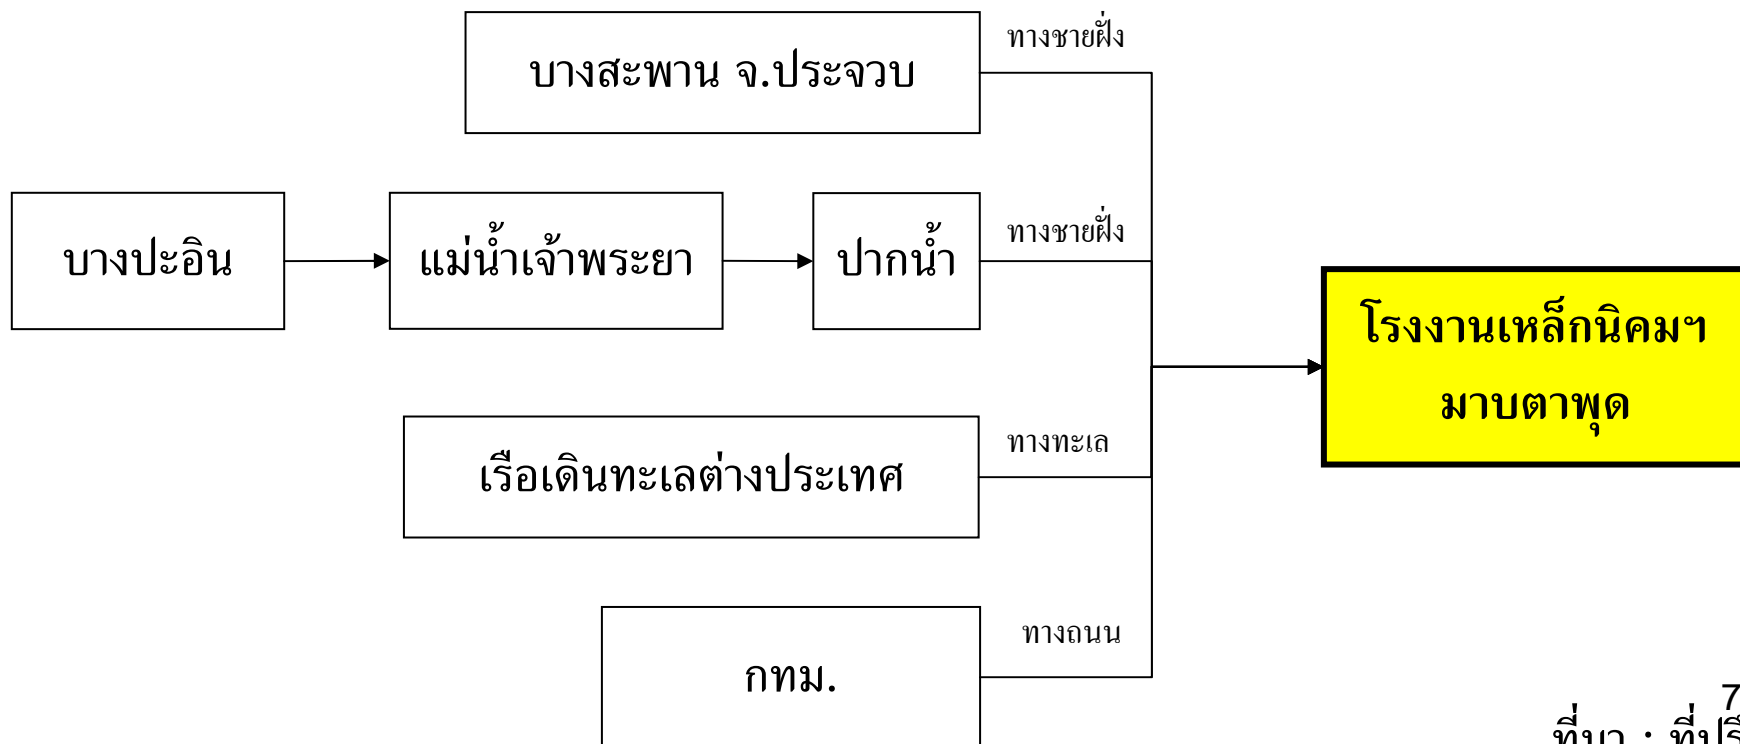 บางสะพาน จ.ประจวบ
ทางชายฝั่ง
บางปะอิน
แม่น้ำเจ้าพระยา
ปากน้ำ
ทางชายฝั่ง
โรงงานเหล็กนิคมฯ
มาบตาพุด
เรือเดินทะเลต่างประเทศ
ทางทะเล
กทม.
ทางถนน
7
ที่มา :